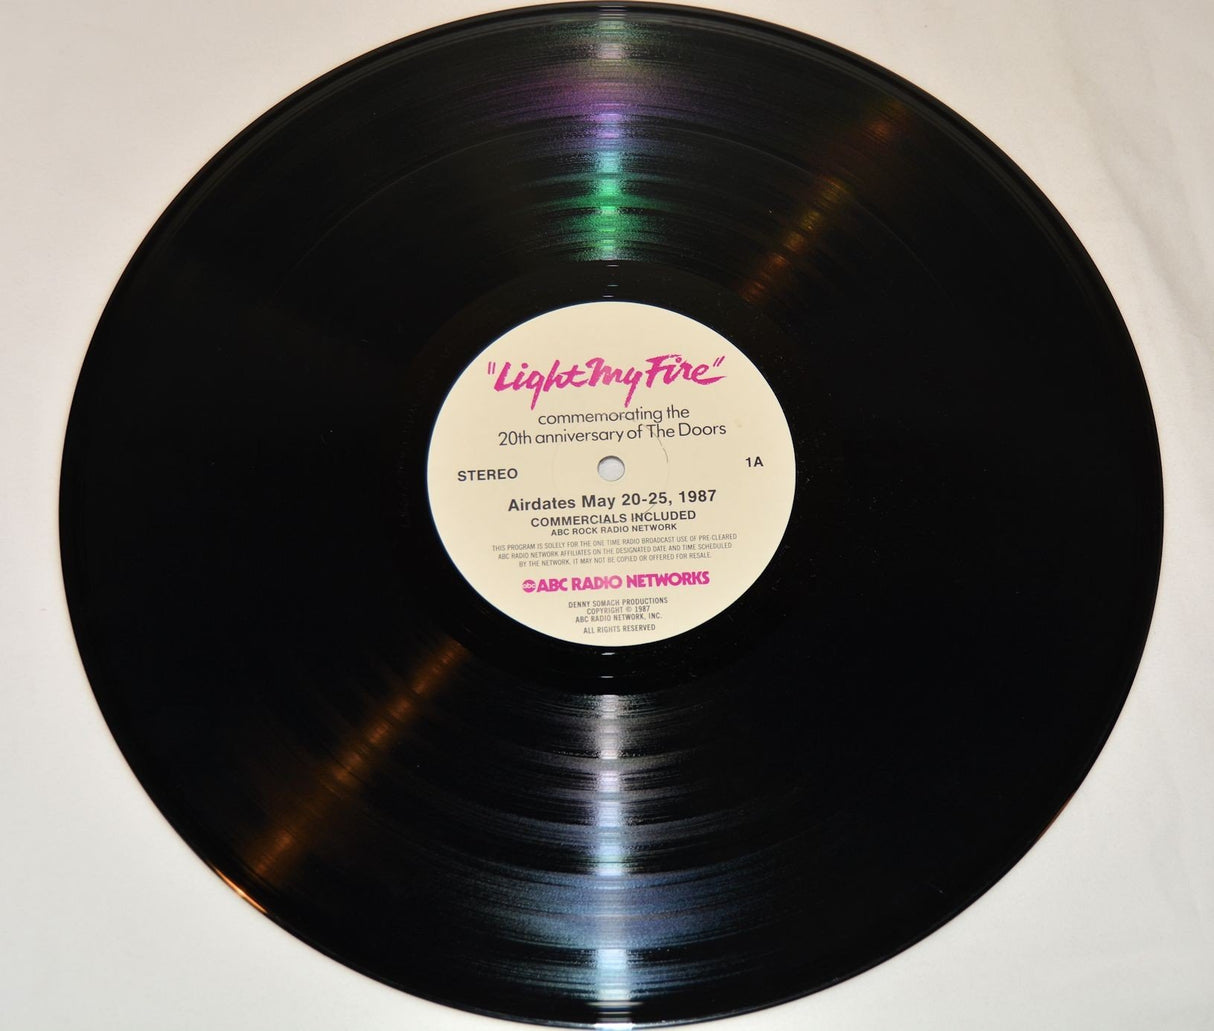 "Light My Fire"
commemorating the
20th anniversary of The Doors
STEREO
1A
Airdates May 20-25, 1987
COMMERCIALS INCLUDED
ABC ROCK RADIO NETWORK
THIS PROGRAM IS SOLELY FOR THE ONE TIME RADIO BROADCAST USE OF PRE-CLEARED
ABC RADIO NETWORK AFFILIATES ON THE DESIGNATED DATE AND TIME SCHEDULED
BY THE NETWORK. IT MAY NOT BE COPIED OR OFFERED FOR RESALE.
abc ABC RADIO NETWORKS
DENNY SOMACH PRODUCTIONS
COPYRIGHT © 1987
ABC RADIO NETWORK, INC.
ALL RIGHTS RESERVED